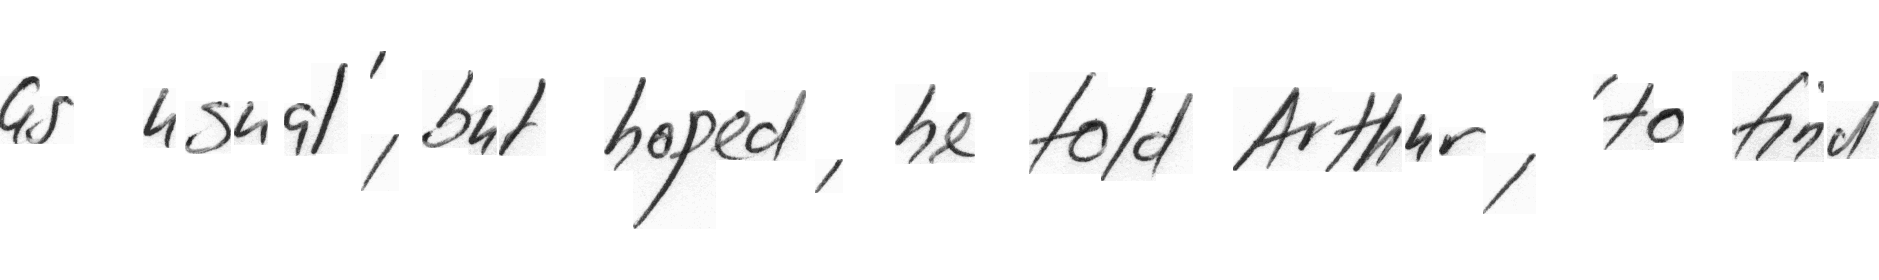 as usual', but hoped, he told Arthur, 'to find